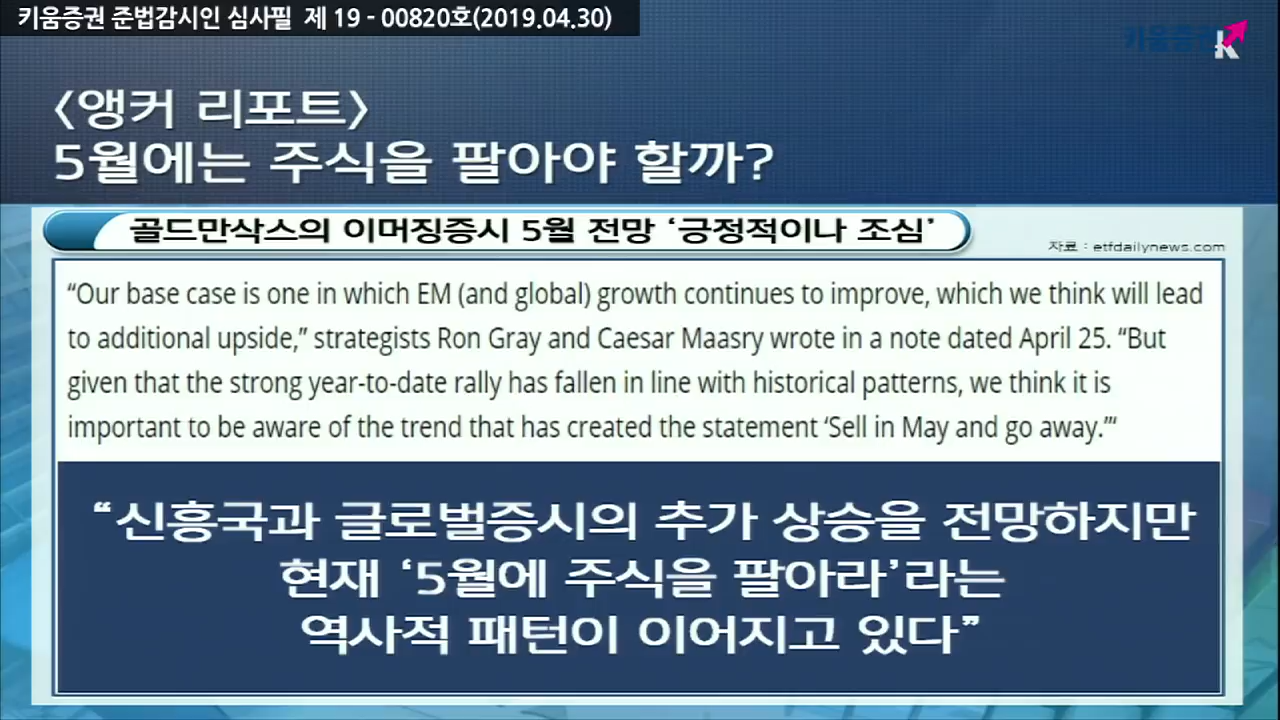 키움증권 준법감시인 심사필 제 19 - 00820호(2019.04.30)
키움증권
<앵커 리포트>
5월에는 주식을 팔아야 할까?
골드만삭스의 이머징증시 5월 전망 ‘긍정적이나 조심’
자료 : etfdailynews.com
“Our base case is one in which EM (and global) growth continues to improve, which we think will lead
to additional upside,” strategists Ron Gray and Caesar Maasry wrote in a note dated April 25. “But
given that the strong year-to-date rally has fallen in line with historical patterns, we think it is
important to be aware of the trend that has created the statement ‘Sell in May and go away.’“
“신흥국과 글로벌증시의 추가 상승을 전망하지만
현재 ‘5월에 주식을 팔아라’라는
역사적 패턴이 이어지고 있다”